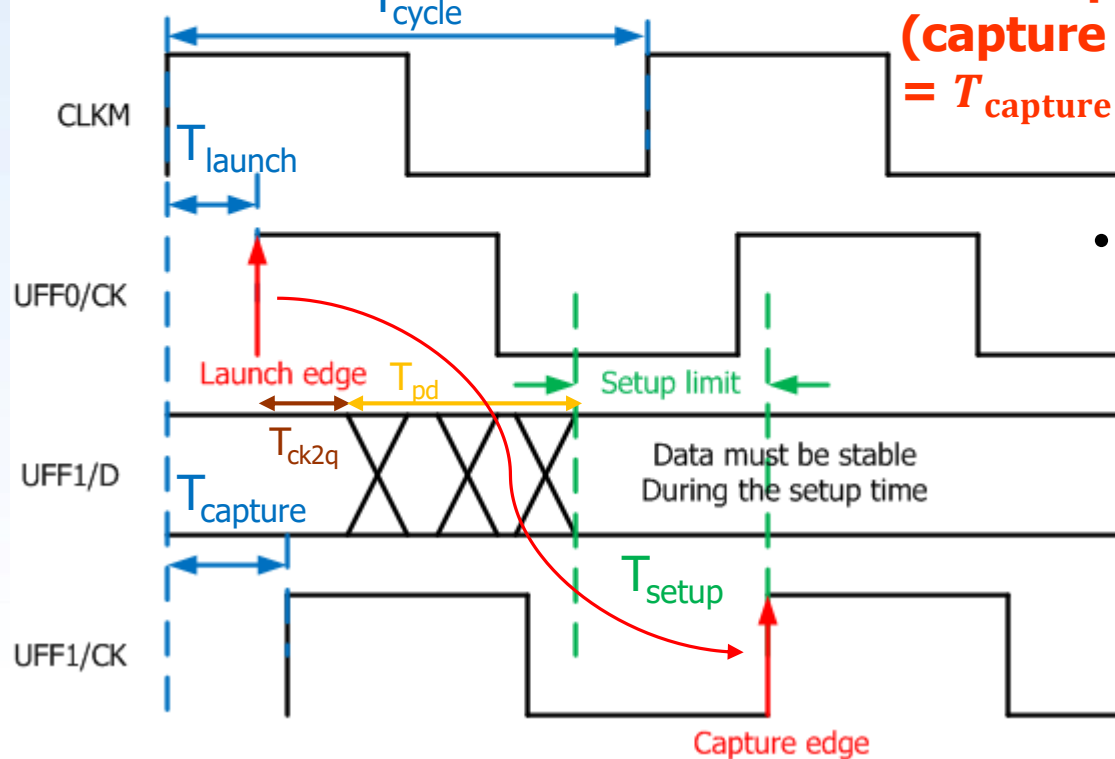 Tcycle
(capture
= Tcapture
CLKM
Tlaunch
•
UFF0/CK
Launch edge
Tpd
Setup limit
Tck2q
UFF1/D
Data must be stable
During the setup time
Tcapture
Tsetup
UFF1/CK
Capture edge